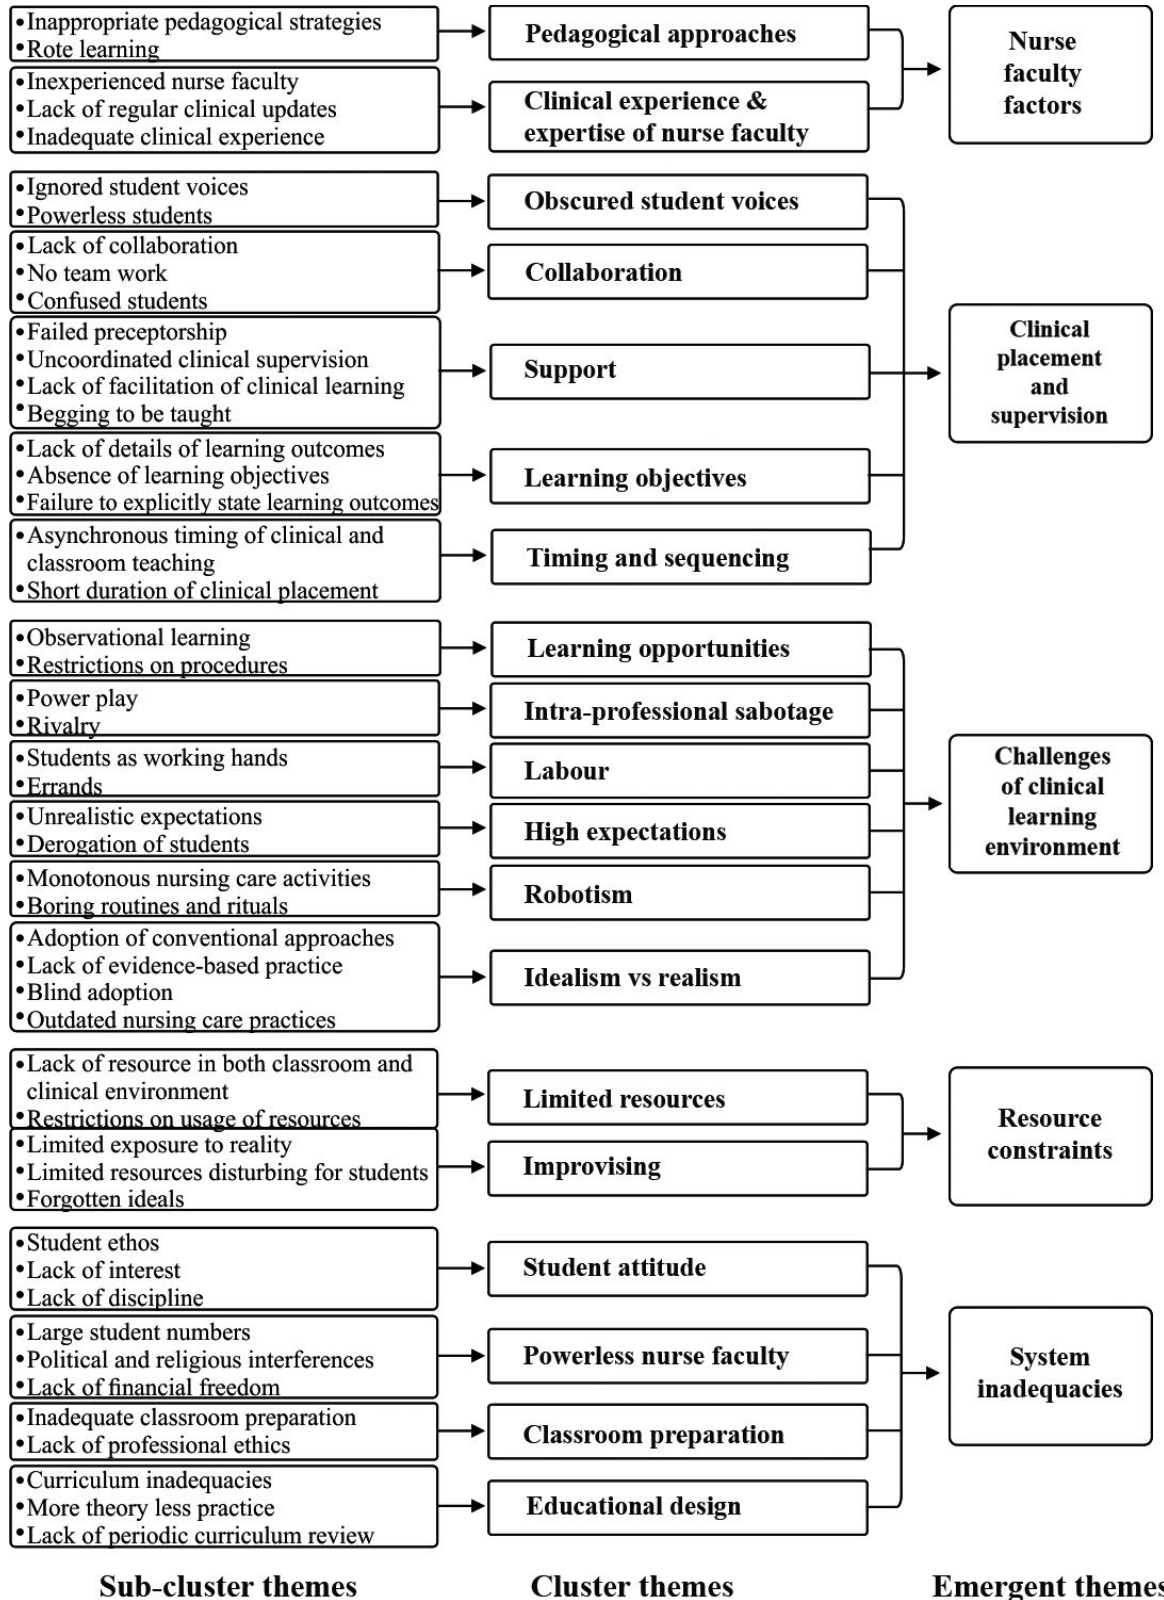 •Inappropriate pedagogical strategies
•Rote learning
Pedagogical approaches
•Inexperienced nurse faculty
•Lack of regular clinical updates
•Inadequate clinical experience
Clinical experience &
expertise of nurse faculty
Nurse
faculty
factors
•Ignored student voices
•Powerless students
Obscured student voices
•Lack of collaboration
•No team work
•Confused students
Collaboration
•Failed preceptorship
•Uncoordinated clinical supervision
•Lack of facilitation of clinical learning
•Begging to be taught
Support
•Lack of details of learning outcomes
•Absence of learning objectives
•Failure to explicitly state learning outcomes
Learning objectives
•Asynchronous timing of clinical and
classroom teaching
•Short duration of clinical placement
Timing and sequencing
Clinical
placement
and
supervision
•Observational learning
•Restrictions on procedures
Learning opportunities
•Power play
•Rivalry
Intra-professional sabotage
•Students as working hands
•Errands
Labour
•Unrealistic expectations
•Derogation of students
High expectations
•Monotonous nursing care activities
•Boring routines and rituals
Robotism
•Adoption of conventional approaches
•Lack of evidence-based practice
•Blind adoption
•Outdated nursing care practices
Idealism vs realism
Challenges
of clinical
learning
environment
•Lack of resource in both classroom and
clinical environment
•Restrictions on usage of resources
Limited resources
•Limited exposure to reality
•Limited resources disturbing for students
•Forgotten ideals
Improvising
Resource
constraints
•Student ethos
•Lack of interest
•Lack of discipline
Student attitude
•Large student numbers
•Political and religious interferences
•Lack of financial freedom
Powerless nurse faculty
•Inadequate classroom preparation
•Lack of professional ethics
Classroom preparation
•Curriculum inadequacies
•More theory less practice
•Lack of periodic curriculum review
Educational design
System
inadequacies
Sub-cluster themes
Cluster themes
Emergent themes